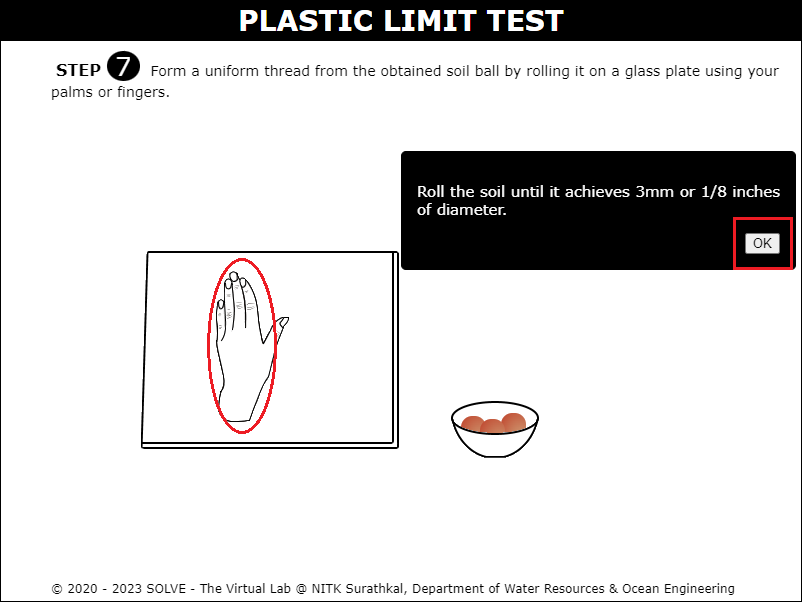 PLASTIC LIMIT TEST
STEP 7 Form a uniform thread from the obtained soil ball by rolling it on a glass plate using your
palms or fingers.
Roll the soil until it achieves 3mm or 1/8 inches
of diameter.
OK
© 2020 - 2023 SOLVE - The Virtual Lab @ NITK Surathkal, Department of Water Resources & Ocean Engineering